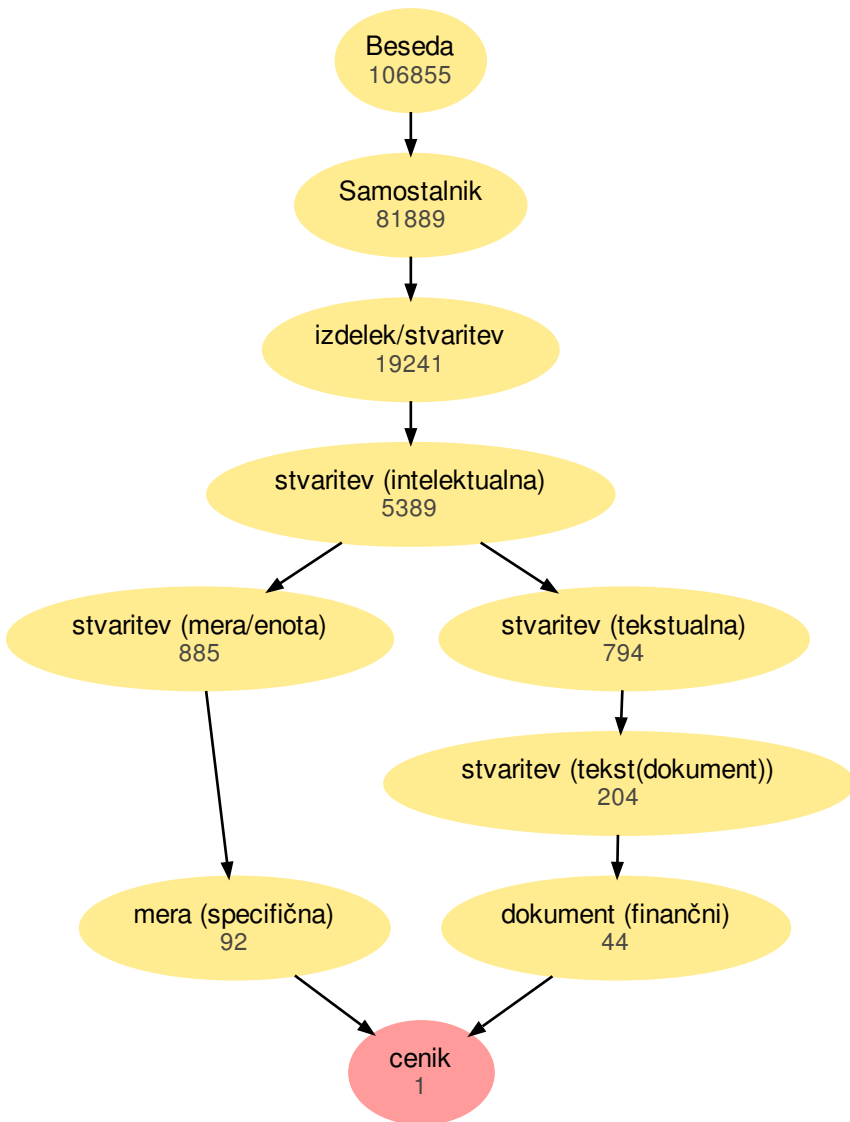 Beseda
106855
Samostalnik
81889
izdelek/stvaritev
19241
stvaritev (intelektualna)
5389
stvaritev (mera/enota)
885
stvaritev (tekstualna)
794
stvaritev (tekst(dokument))
204
mera (specifična)
92
dokument (finančni)
44
cenik
1